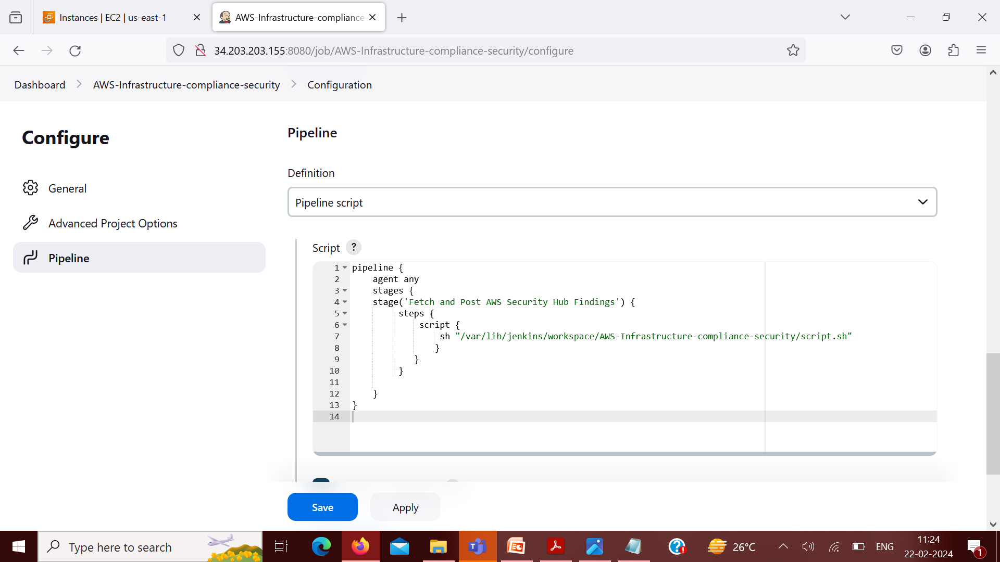 Instances | EC2 | us-east-1
AWS-Infrastructure-compliance
34.203.203.155:8080/job/AWS-Infrastructure-compliance-security/configure
Dashboard AWS-Infrastructure-compliance-security Configuration
Configure
General
Advanced Project Options
Pipeline
Pipeline
Definition
Pipeline script
Script ?
1 pipeline {
2 agent any
3 stages {
4 stage('Fetch and Post AWS Security Hub Findings') {
5 steps {
6 script {
7 sh "/var/lib/jenkins/workspace/AWS-Infrastructure-compliance-security/script.sh"
8 }
9 }
10 }
11
12 }
13 }
14
Save Apply
Type here to search
26°C
ENG
11:24
22-02-2024
1